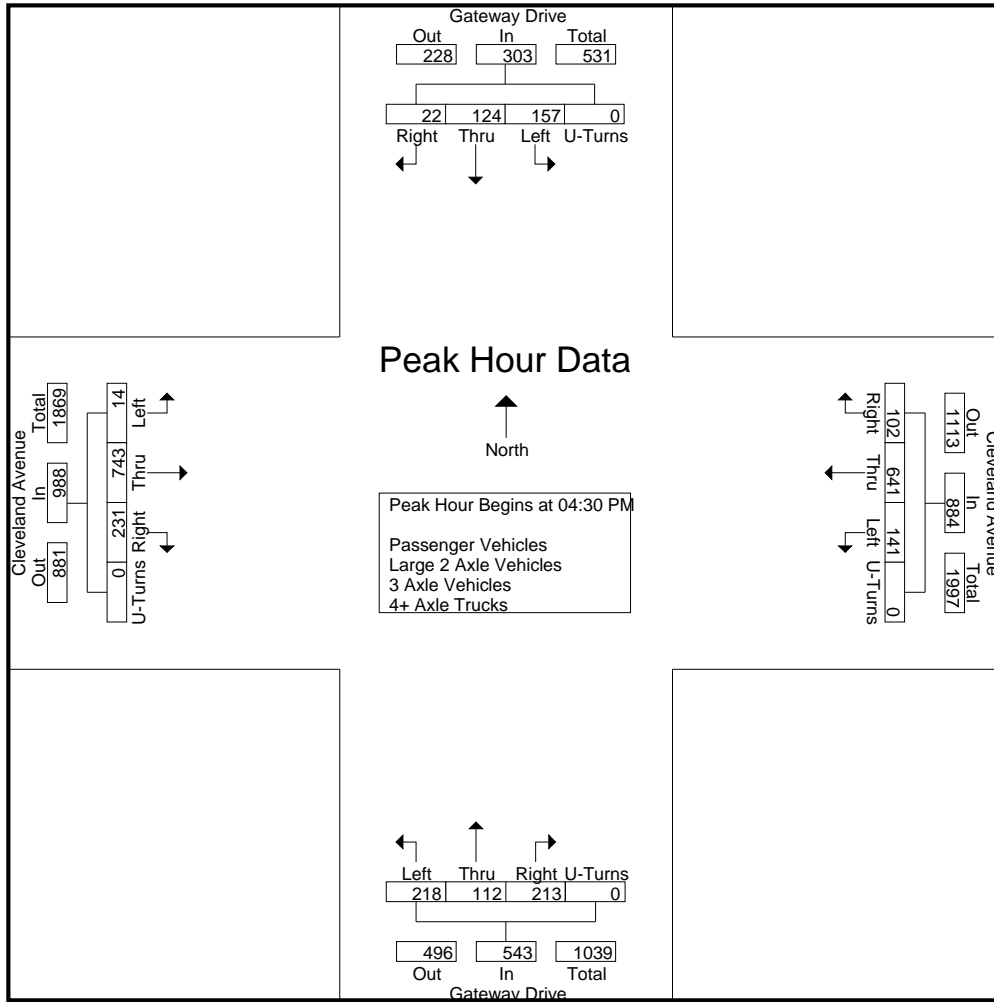 Gateway Drive
Out In Total
228 303 531
22 124 157 0
Right Thru Left U-Turns
Peak Hour Data
North
Peak Hour Begins at 04:30 PM
Passenger Vehicles
Large 2 Axle Vehicles
3 Axle Vehicles
4+ Axle Trucks
Cleveland Avenue
Out In Total
881 988 1869
0 231 743 14
U-Turns Right Thru Left
Cleveland Avenue
Out In Total
1113 884 1997
102 641 141 0
Right Thru Left U-Turns
Left Thru Right U-Turns
218 112 213 0
496 543 1039
Out In Total
Gateway Drive